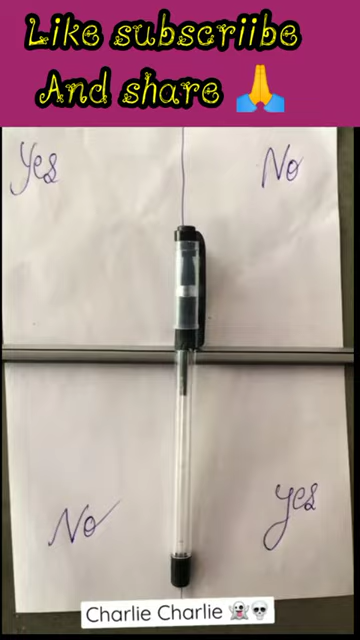 Like subscriibe
And share 🙏
Yes
No
No
yes
Charlie Charlie 👻💀